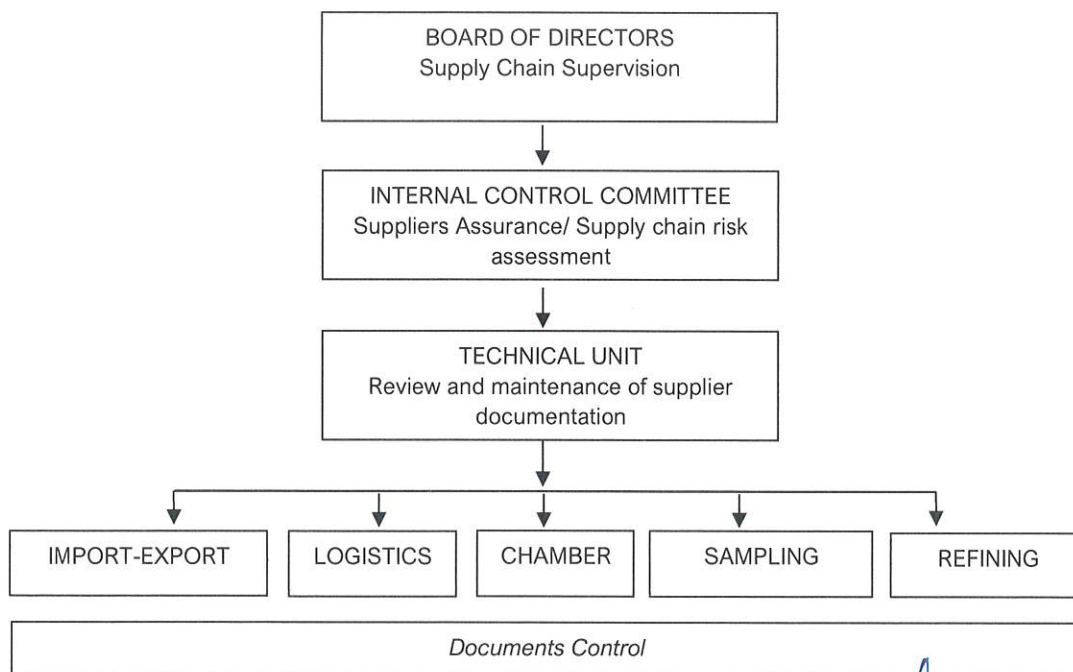 BOARD OF DIRECTORS
Supply Chain Supervision
INTERNAL CONTROL COMMITTEE
Suppliers Assurance/ Supply chain risk
assessment
TECHNICAL UNIT
Review and maintenance of supplier
documentation
IMPORT-EXPORT
LOGISTICS
CHAMBER
SAMPLING
REFINING
Documents Control